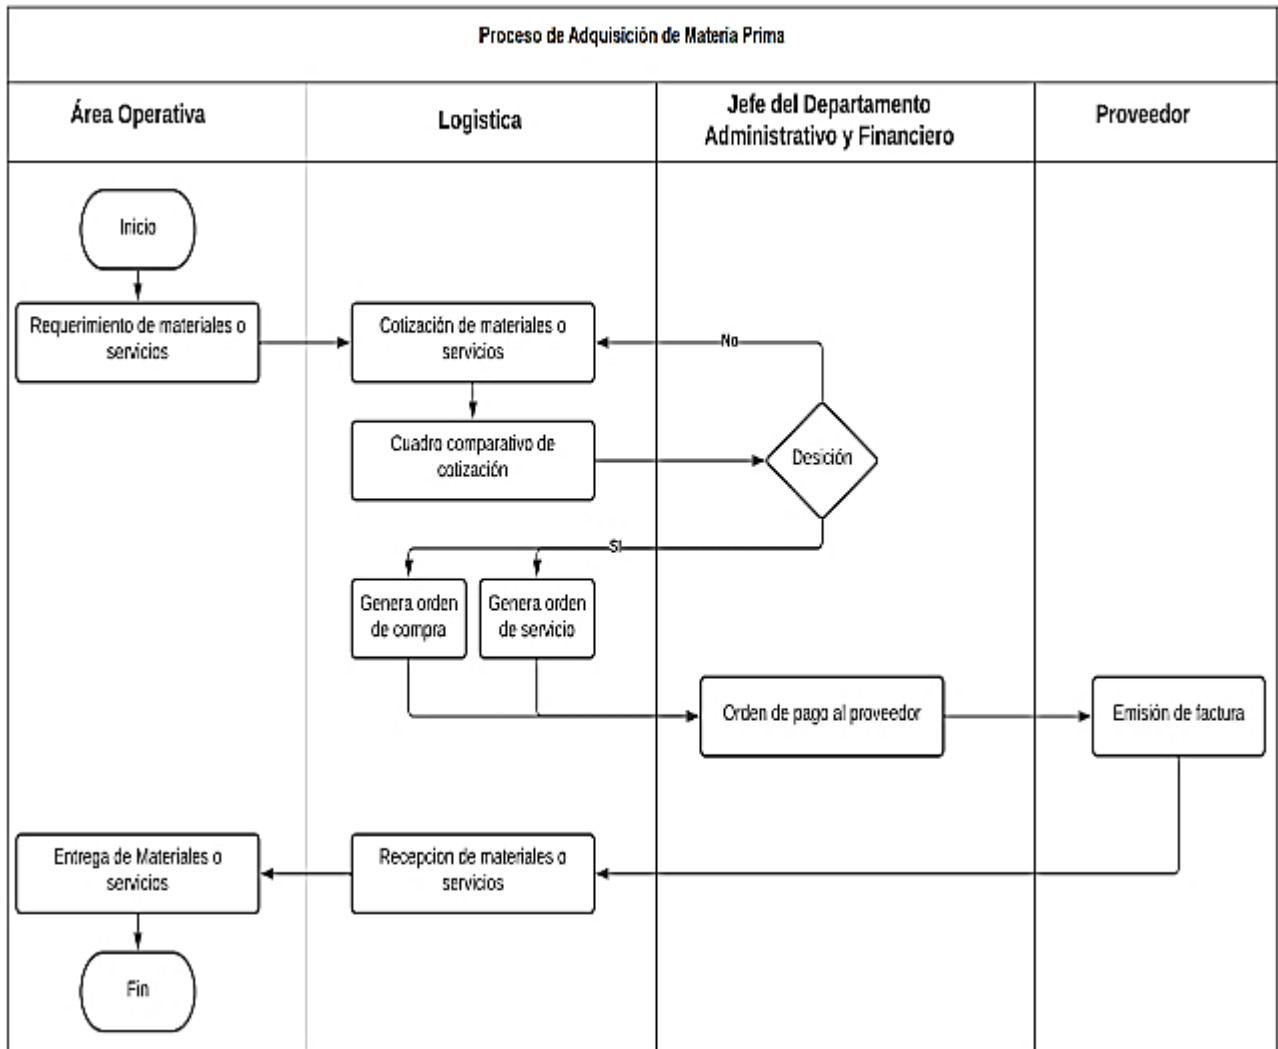 Proceso de Adquisición de Materia Prima
Área Operativa
Logistica
Jefe del Departamento
Administrativo y Financiero
Proveedor
Inicio
Requerimiento de materiales o
servicios
Cotización de materiales o
servicios
No
Cuadro comparativo de
cotización
Desición
SI
Genera orden
de compra
Genera orden
de servicio
Orden de pago al proveedor
Emisión de factura
Entrega de Materiales o
servicios
Recepcion de materiales o
servicios
Fin